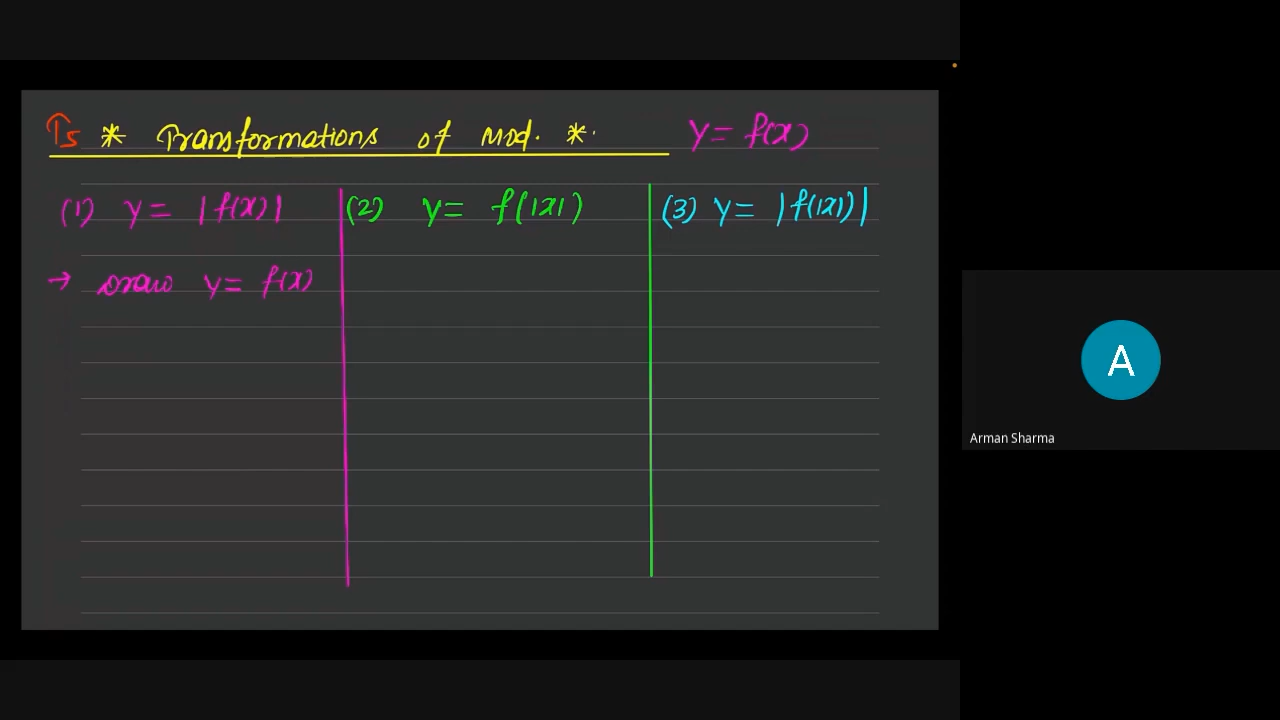 T5 * Transformations of Mod. * y = f(x)
(1) y = |f(x)|
→ Draw y = f(x)
(2) y = f(|x|)
(3) y = |f(|x|)|
A
Arman Sharma